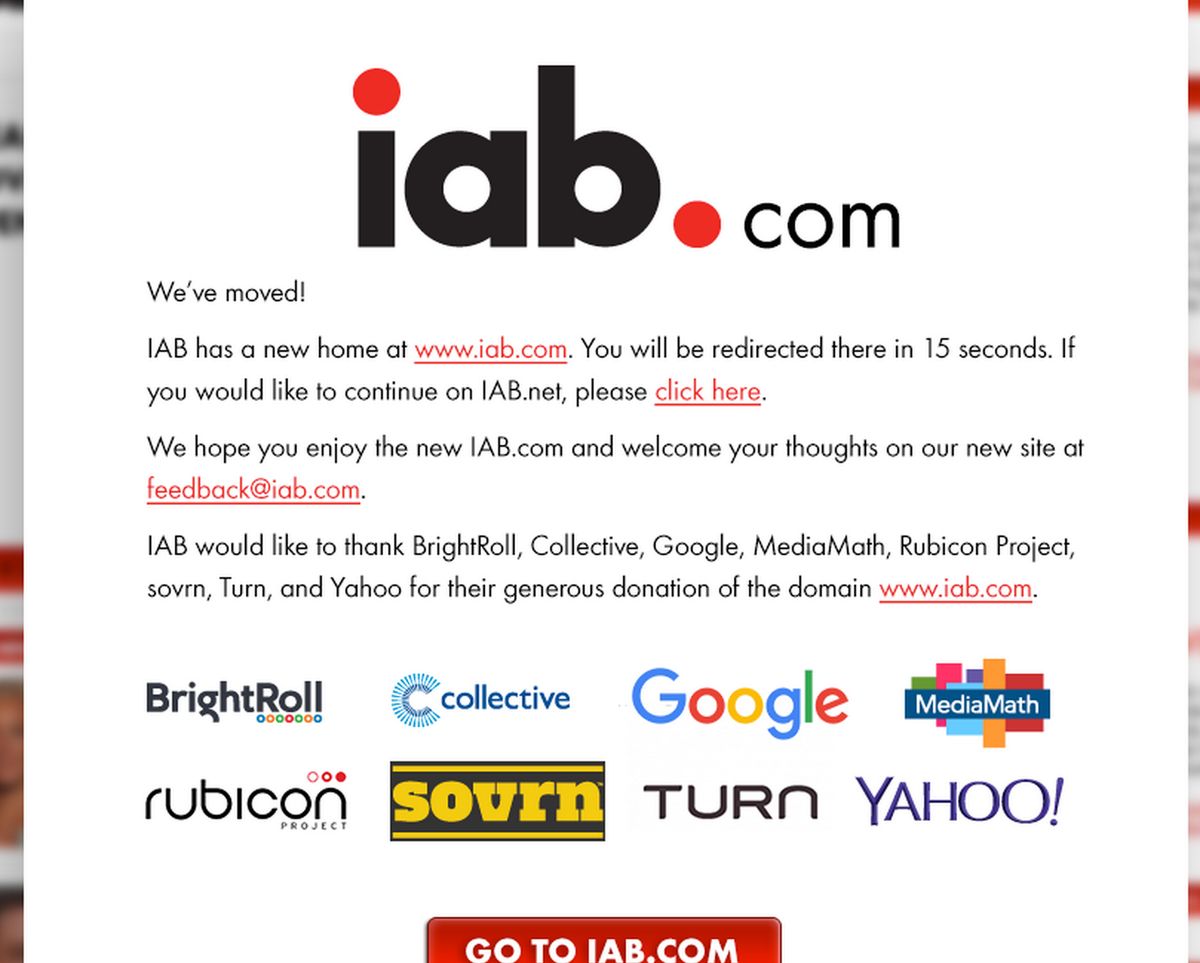 iab.com
We’ve moved!
IAB has a new home at www.iab.com. You will be redirected there in 15 seconds. If
you would like to continue on IAB.net, please click here.
We hope you enjoy the new IAB.com and welcome your thoughts on our new site at
feedback@iab.com.
IAB would like to thank BrightRoll, Collective, Google, MediaMath, Rubicon Project,
sovrn, Turn, and Yahoo for their generous donation of the domain www.iab.com.
BrightRoll collective Google MediaMath
rubicon PROJECT sovrn TURN YAHOO!
GO TO IAB.COM